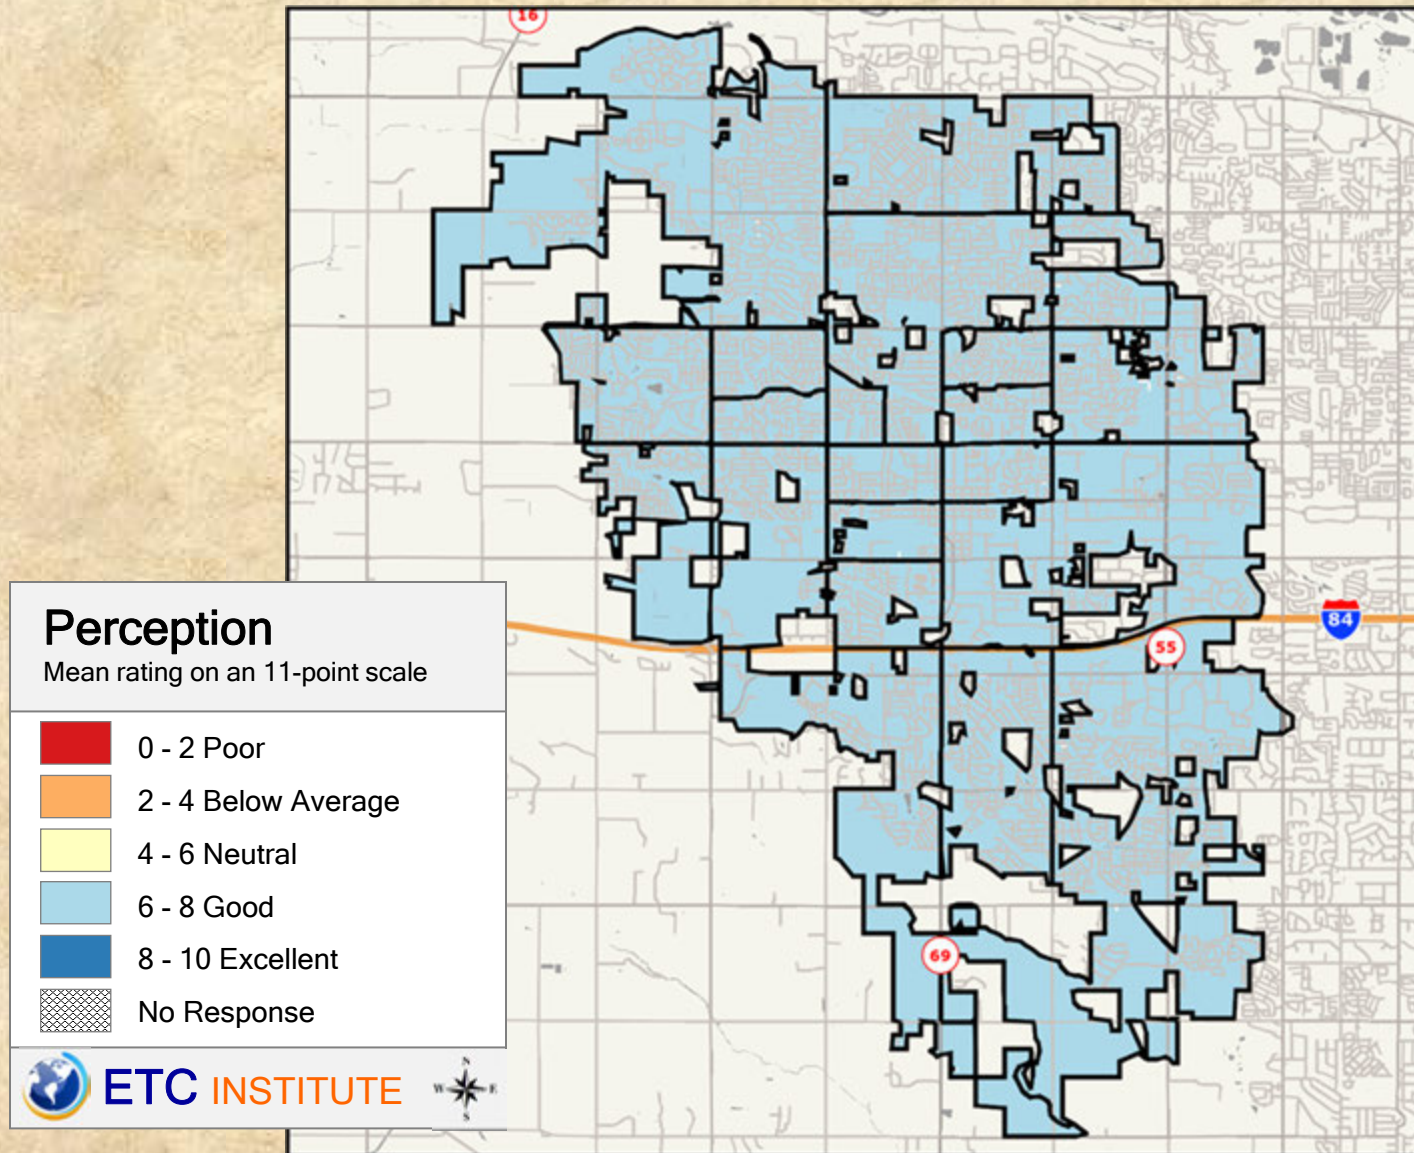 16
84
55
69
Perception
Mean rating on an 11-point scale
0 - 2 Poor
2 - 4 Below Average
4 - 6 Neutral
6 - 8 Good
8 - 10 Excellent
No Response
ETC INSTITUTE
N
W E
S